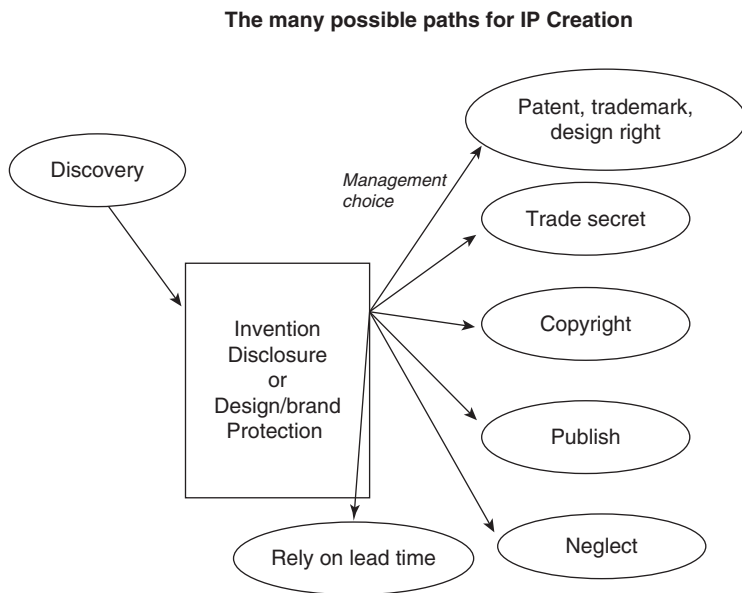 The many possible paths for IP Creation
Discovery
Management
choice
Patent, trademark,
design right
Trade secret
Invention
Disclosure
or
Design/brand
Protection
Copyright
Publish
Rely on lead time
Neglect